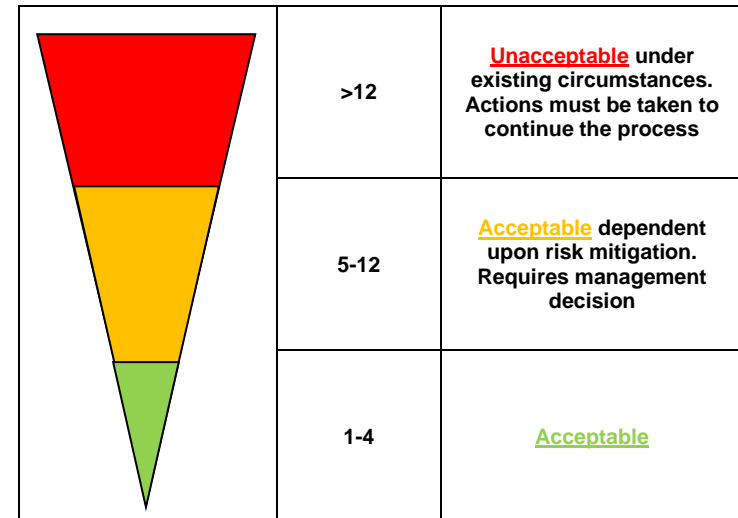 >12
Unacceptable under
existing circumstances.
Actions must be taken to
continue the process
5-12
Acceptable dependent
upon risk mitigation.
Requires management
decision
1-4
Acceptable